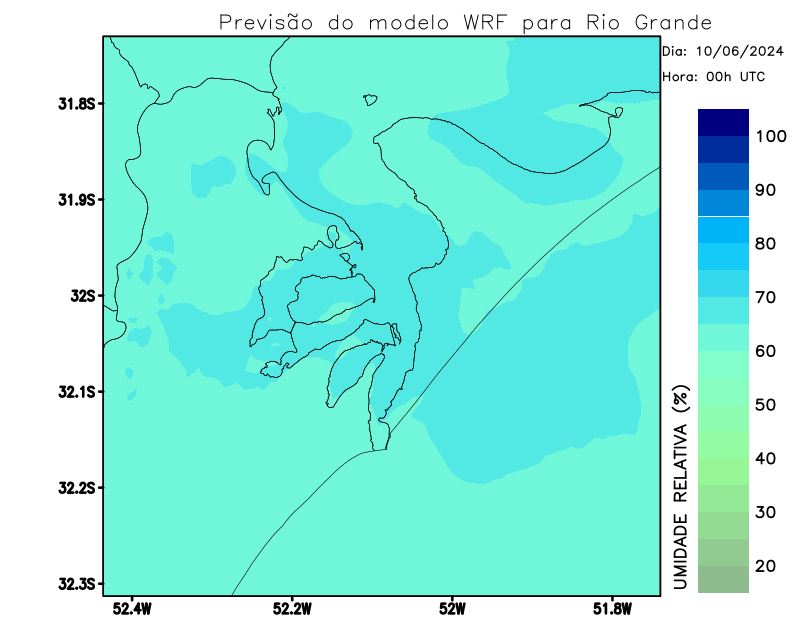 Previsão do modelo WRF para Rio Grande
Dia: 10/06/2024
Hora: 00h UTC
31.8S
31.9S
32S
32.1S
32.2S
32.3S
52.4W
52.2W
52W
51.8W
100
90
80
70
60
50
40
30
20
UMIDADE RELATIVA (%)